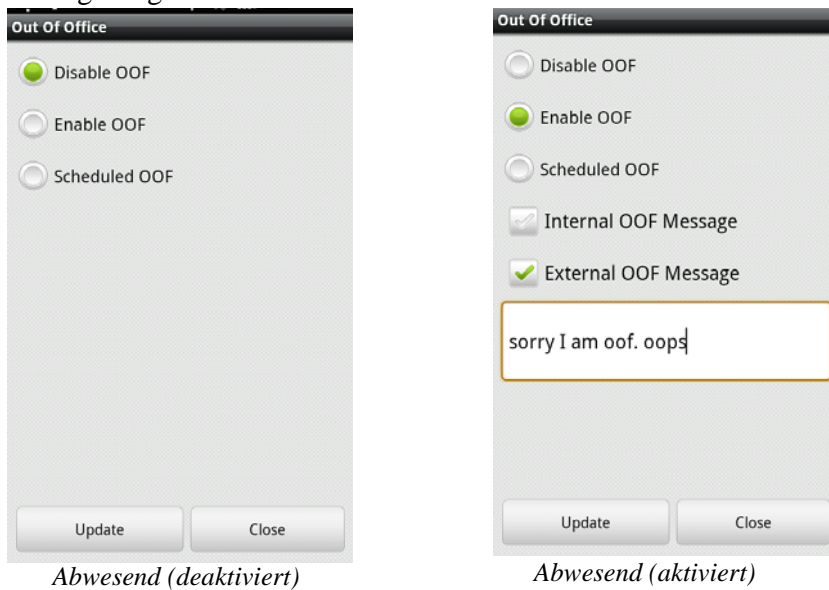 Out Of Office
Disable OOF
Enable OOF
Scheduled OOF
Update
Close
Abwesend (deaktiviert)
Out Of Office
Disable OOF
Enable OOF
Scheduled OOF
Internal OOF Message
External OOF Message
sorry I am oof. oops
Update
Close
Abwesend (aktiviert)